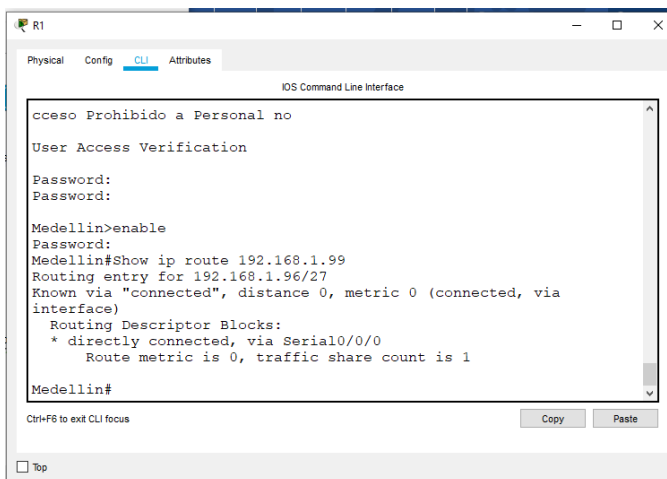 R1
Physical Config CLI Attributes
IOS Command Line Interface
cceso Prohibido a Personal no
User Access Verification
Password:
Password:
Medellin>enable
Password:
Medellin#Show ip route 192.168.1.99
Routing entry for 192.168.1.96/27
Known via "connected", distance 0, metric 0 (connected, via
interface)
Routing Descriptor Blocks:
* directly connected, via Serial0/0/0
Route metric is 0, traffic share count is 1
Medellin#
Ctrl+F6 to exit CLI focus
Copy Paste
Top